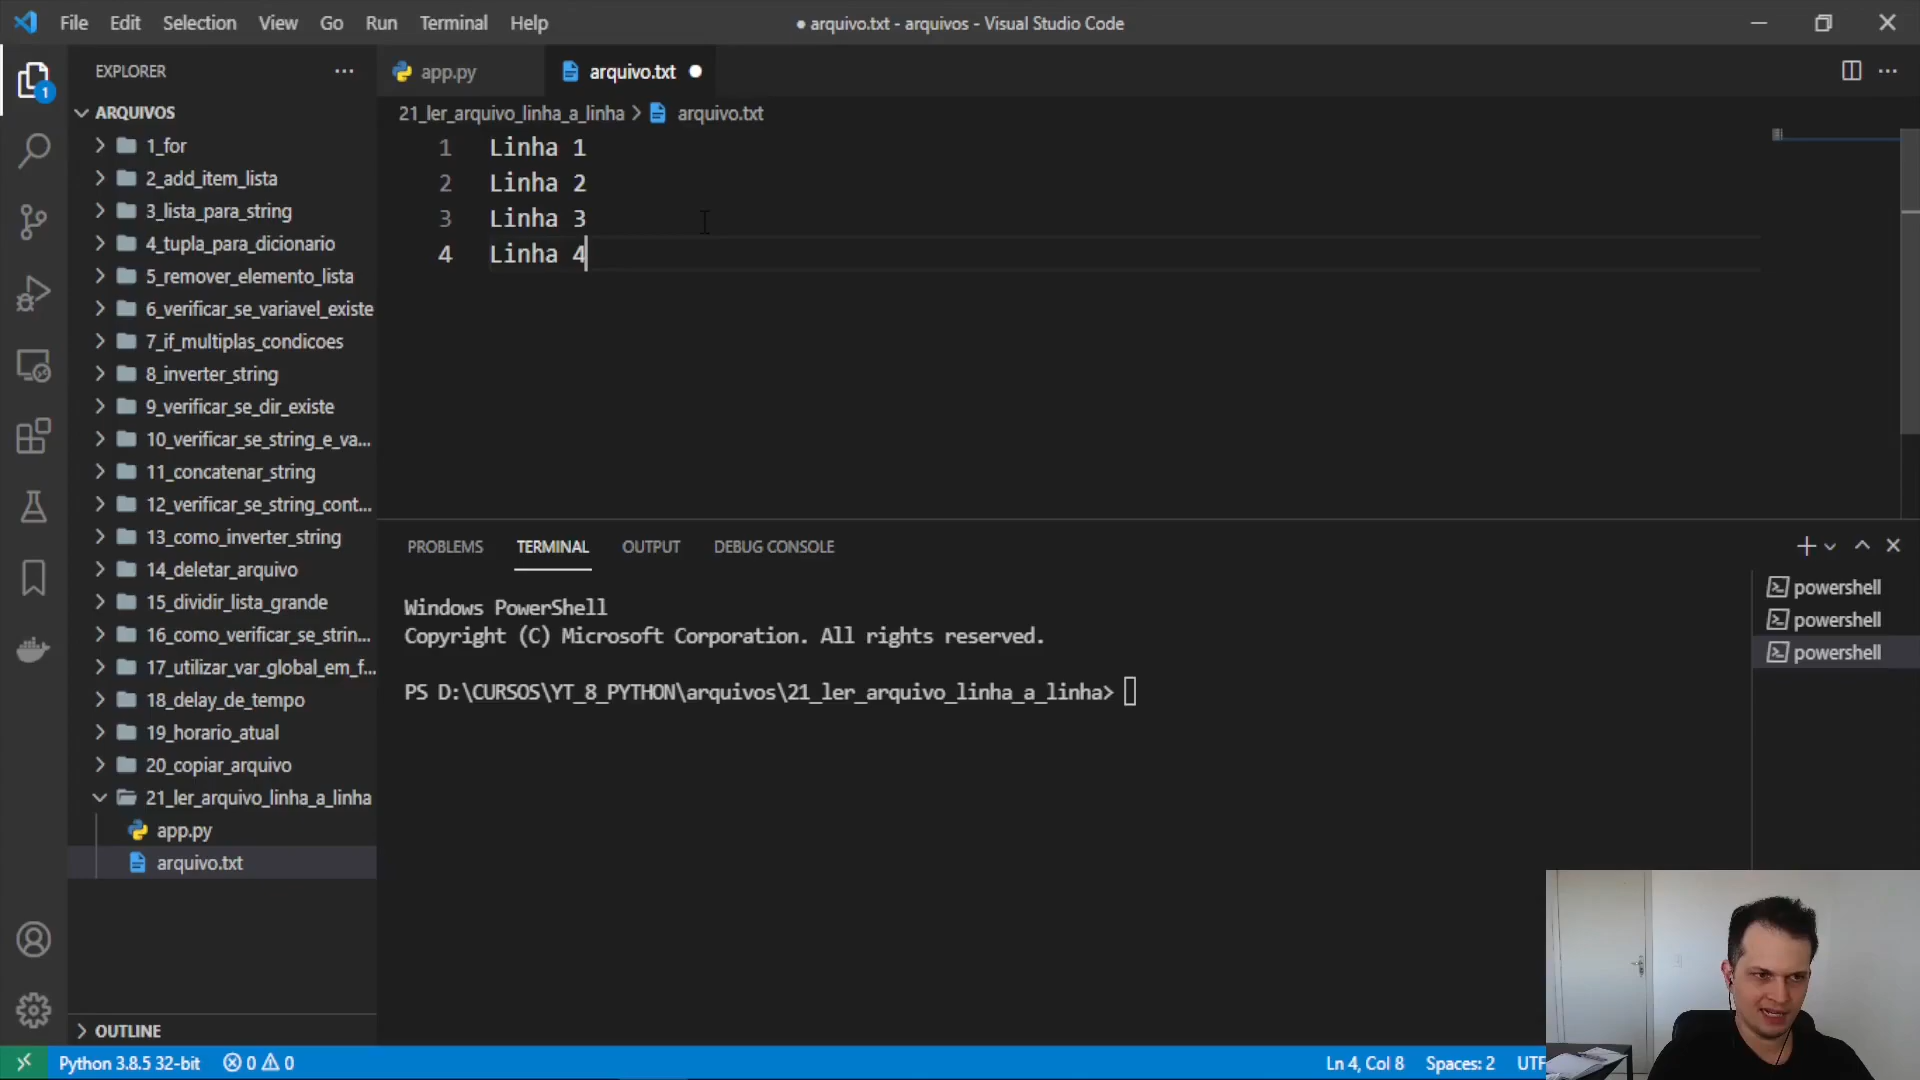 File Edit Selection View Go Run Terminal Help
● arquivo.txt - arquivos - Visual Studio Code
EXPLORER
ARQUIVOS
1_for
2_add_item_lista
3_lista_para_string
4_tupla_para_dicionario
5_remover_elemento_lista
6_verificar_se_variavel_existe
7_if_multiplas_condicoes
8_inverter_string
9_verificar_se_dir_existe
10_verificar_se_string_e_va...
11_concatenar_string
12_verificar_se_string_cont...
13_como_inverter_string
14_deletar_arquivo
15_dividir_lista_grande
16_como_verificar_se_strin...
17_utilizar_var_global_em_f...
18_delay_de_tempo
19_horario_atual
20_copiar_arquivo
21_ler_arquivo_linha_a_linha
app.py
arquivo.txt
OUTLINE
1
app.py arquivo.txt
21_ler_arquivo_linha_a_linha > arquivo.txt
1 Linha 1
2 Linha 2
3 Linha 3
4 Linha 4
PROBLEMS TERMINAL OUTPUT DEBUG CONSOLE
Windows PowerShell
Copyright (C) Microsoft Corporation. All rights reserved.
PS D:\CURSOS\YT_8_PYTHON\arquivos\21_ler_arquivo_linha_a_linha>
powershell
powershell
powershell
Python 3.8.5 32-bit 0 0 Ln 4, Col 8 Spaces: 2 UTF